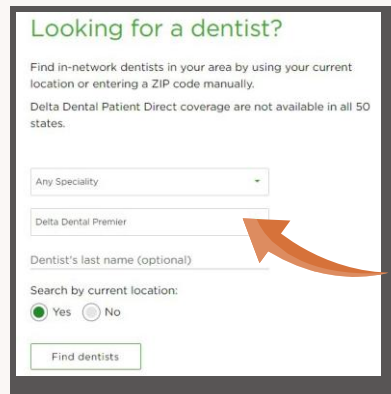 Looking for a dentist?
Find in-network dentists in your area by using your current
location or entering a ZIP code manually.
Delta Dental Patient Direct coverage are not available in all 50
states.
Any Speciality
Delta Dental Premier
Dentist's last name (optional)
Search by current location:
Yes No
Find dentists